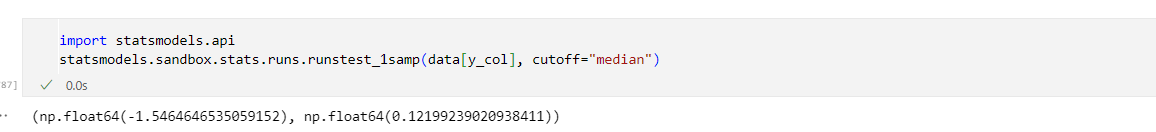 import statsmodels.api
statsmodels.sandbox.stats.runs.runstest_1samp(data[y_col], cutoff="median")
87]
0.0s
(np.float64(-1.5464646535059152), np.float64(0.12199239020938411))